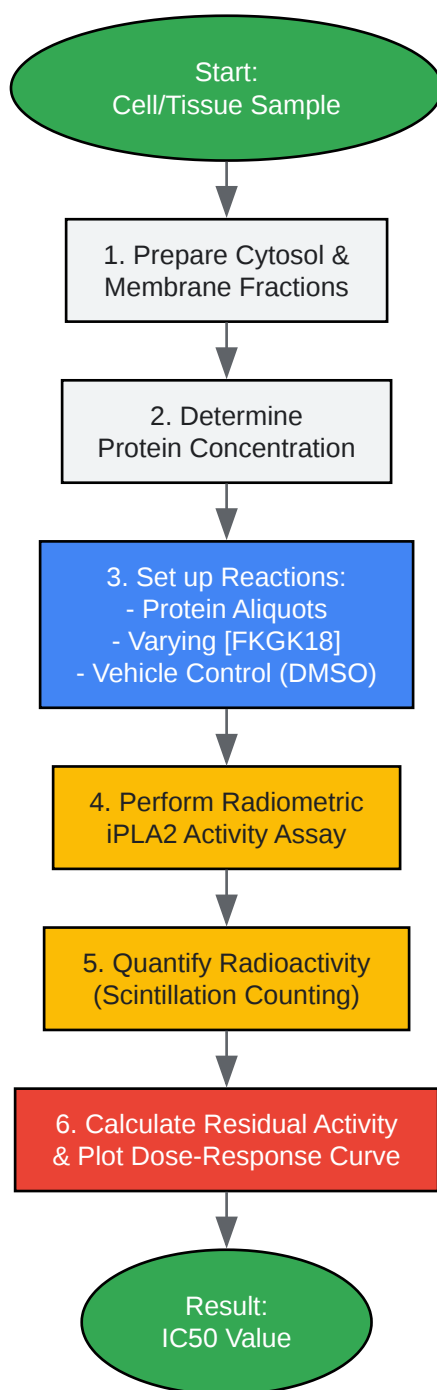 Start:
Cell/Tissue Sample
1. Prepare Cytosol &
Membrane Fractions
2. Determine
Protein Concentration
3. Set up Reactions:
- Protein Aliquots
- Varying [FKGK18]
- Vehicle Control (DMSO)
4. Perform Radiometric
iPLA2 Activity Assay
5. Quantify Radioactivity
(Scintillation Counting)
6. Calculate Residual Activity
& Plot Dose-Response Curve
Result:
IC50 Value